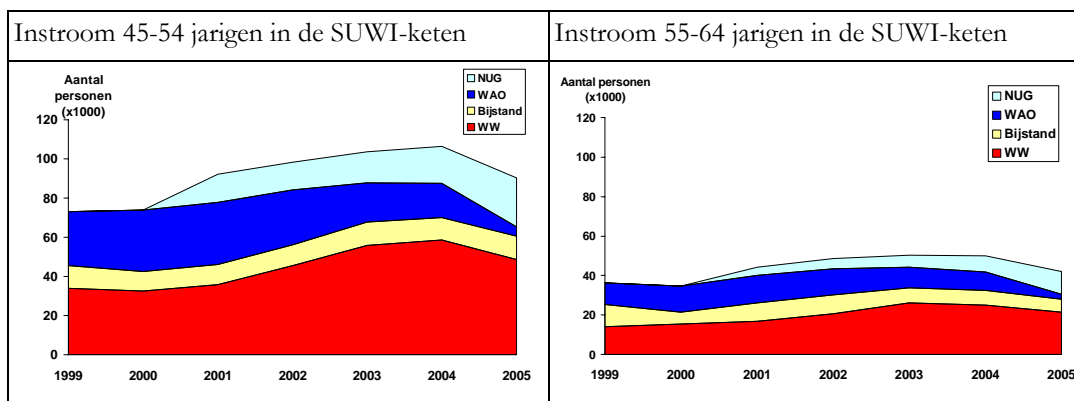 Instroom 45-54 jarigen in de SUWI-keten
Aantal
personen
(x1000)
NUG
WAO
Bijstand
WW
120
100
80
60
40
20
0
1999 2000 2001 2002 2003 2004 2005
Instroom 55-64 jarigen in de SUWI-keten
Aantal personen
(x1000)
NUG
WAO
Bijstand
WW
120
100
80
60
40
20
0
1999 2000 2001 2002 2003 2004 2005